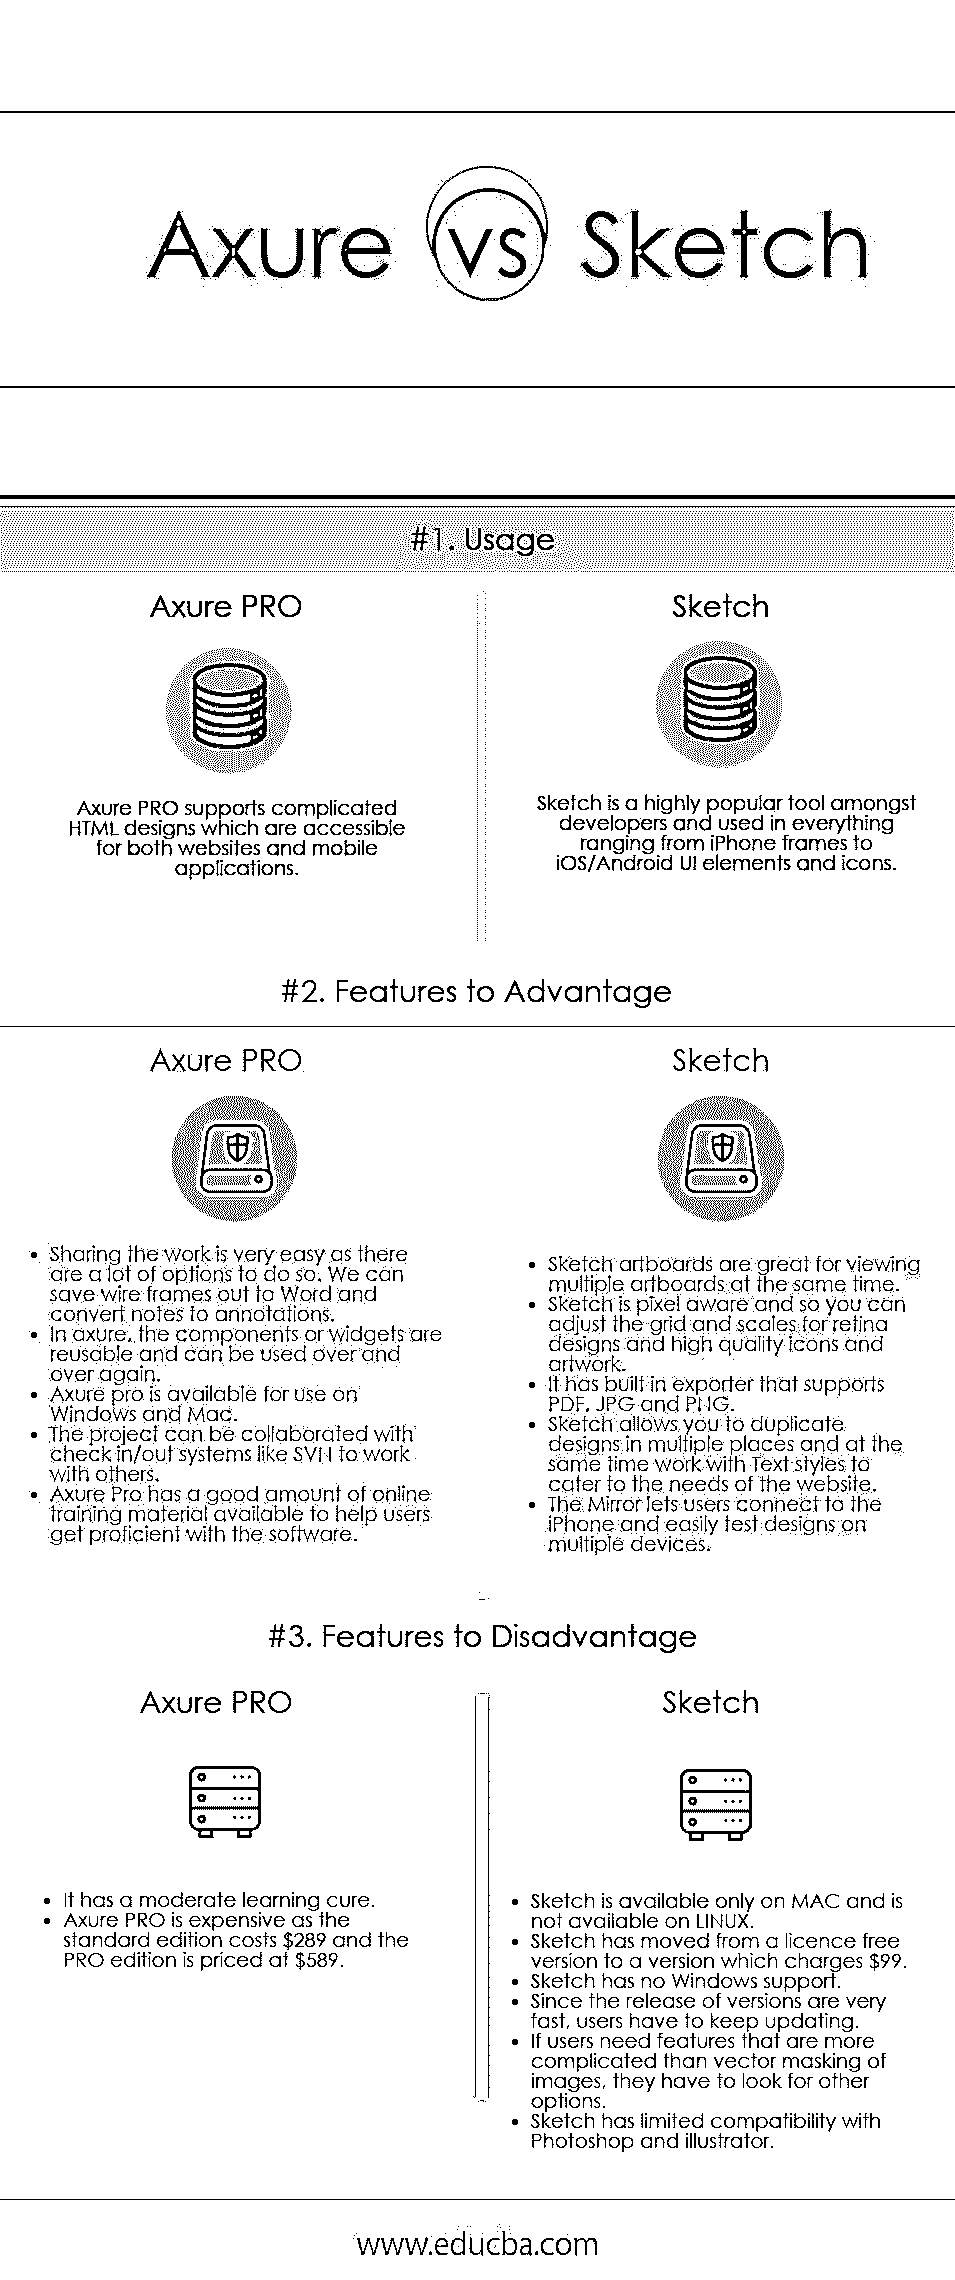 Axure vs Sketch
#1. Usage
Axure PRO
Axure PRO supports complicated
HTML designs which are accessible
for both websites and mobile
applications.
Sketch
Sketch is a highly popular tool amongst
developers and used in everything
ranging from iPhone frames to
iOS/Android UI elements and icons.
#2. Features to Advantage
Axure PRO
• Sharing the work is very easy as there
are a lot of options to do so. We can
save wire frames out to Word and
convert notes to annotations.
• In axure, the components or widgets are
reusable and can be used over and
over again.
• Axure pro is available for use on
Windows and Mac.
• The project can be collaborated with
check in/out systems like SVN to work
with others.
• Axure Pro has a good amount of online
training material available to help users
get proficient with the software.
Sketch
• Sketch artboards are great for viewing
multiple artboards at the same time.
• Sketch is pixel aware and so you can
adjust the grid and scales for retina
designs and high quality icons and
artwork.
• It has built in exporter that supports
PDF, JPG and PNG.
• Sketch allows you to duplicate
designs in multiple places and at the
same time work with Text styles to
cater to the needs of the website.
• The Mirror lets users connect to the
iPhone and easily test designs on
multiple devices.
#3. Features to Disadvantage
Axure PRO
• It has a moderate learning cure.
• Axure PRO is expensive as the
standard edition costs $289 and the
PRO edition is priced at $589.
Sketch
• Sketch is available only on MAC and is
not available on LINUX.
• Sketch has moved from a licence free
version to a version which charges $99.
• Sketch has no Windows support.
• Since the release of versions are very
fast, users have to keep updating.
• If users need features that are more
complicated than vector masking of
images, they have to look for other
options.
• Sketch has limited compatibility with
Photoshop and illustrator.
www.educba.com